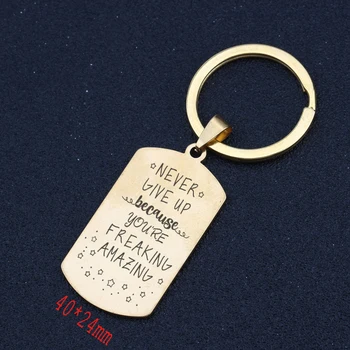 NEVER
GIVE UP
because
YOU'RE
FREAKING
AMAZING
40*24mm